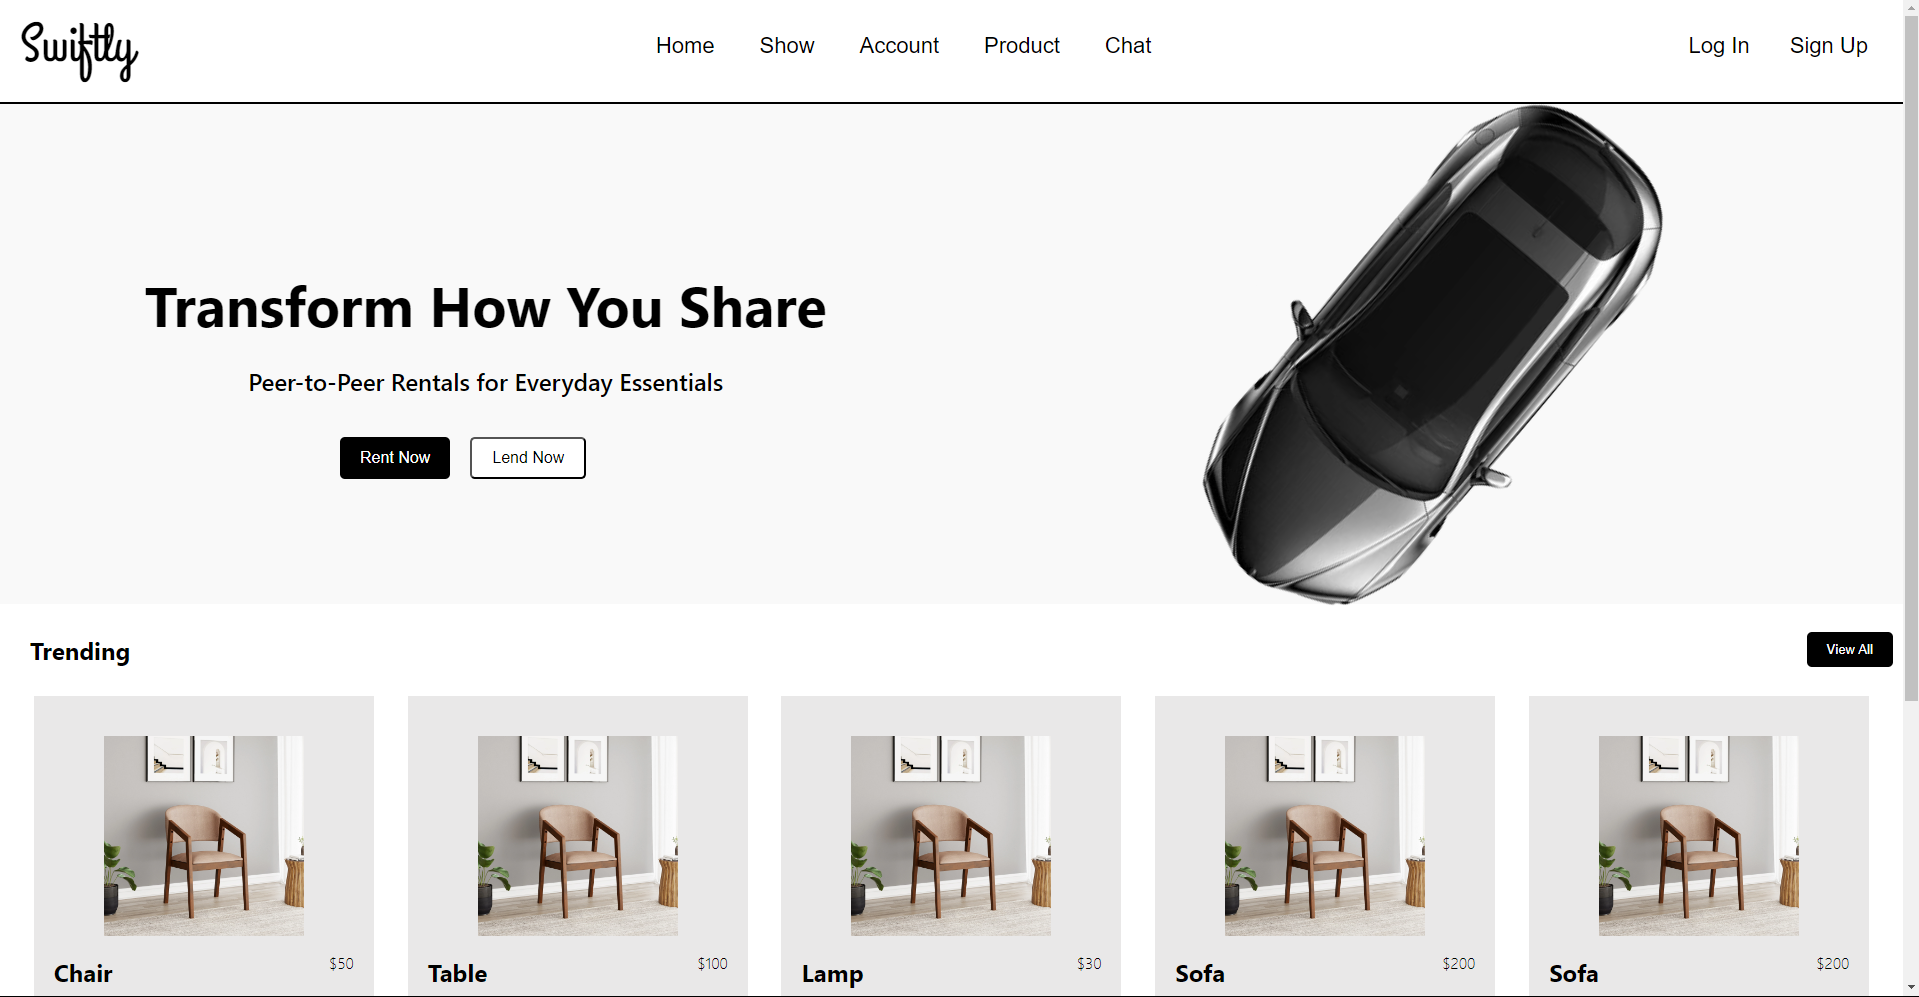 Swiftly
Home Show Account Product Chat
Log In Sign Up
Transform How You Share
Peer-to-Peer Rentals for Everyday Essentials
Rent Now Lend Now
Trending
View All
Chair $50
Table $100
Lamp $30
Sofa $200
Sofa $200